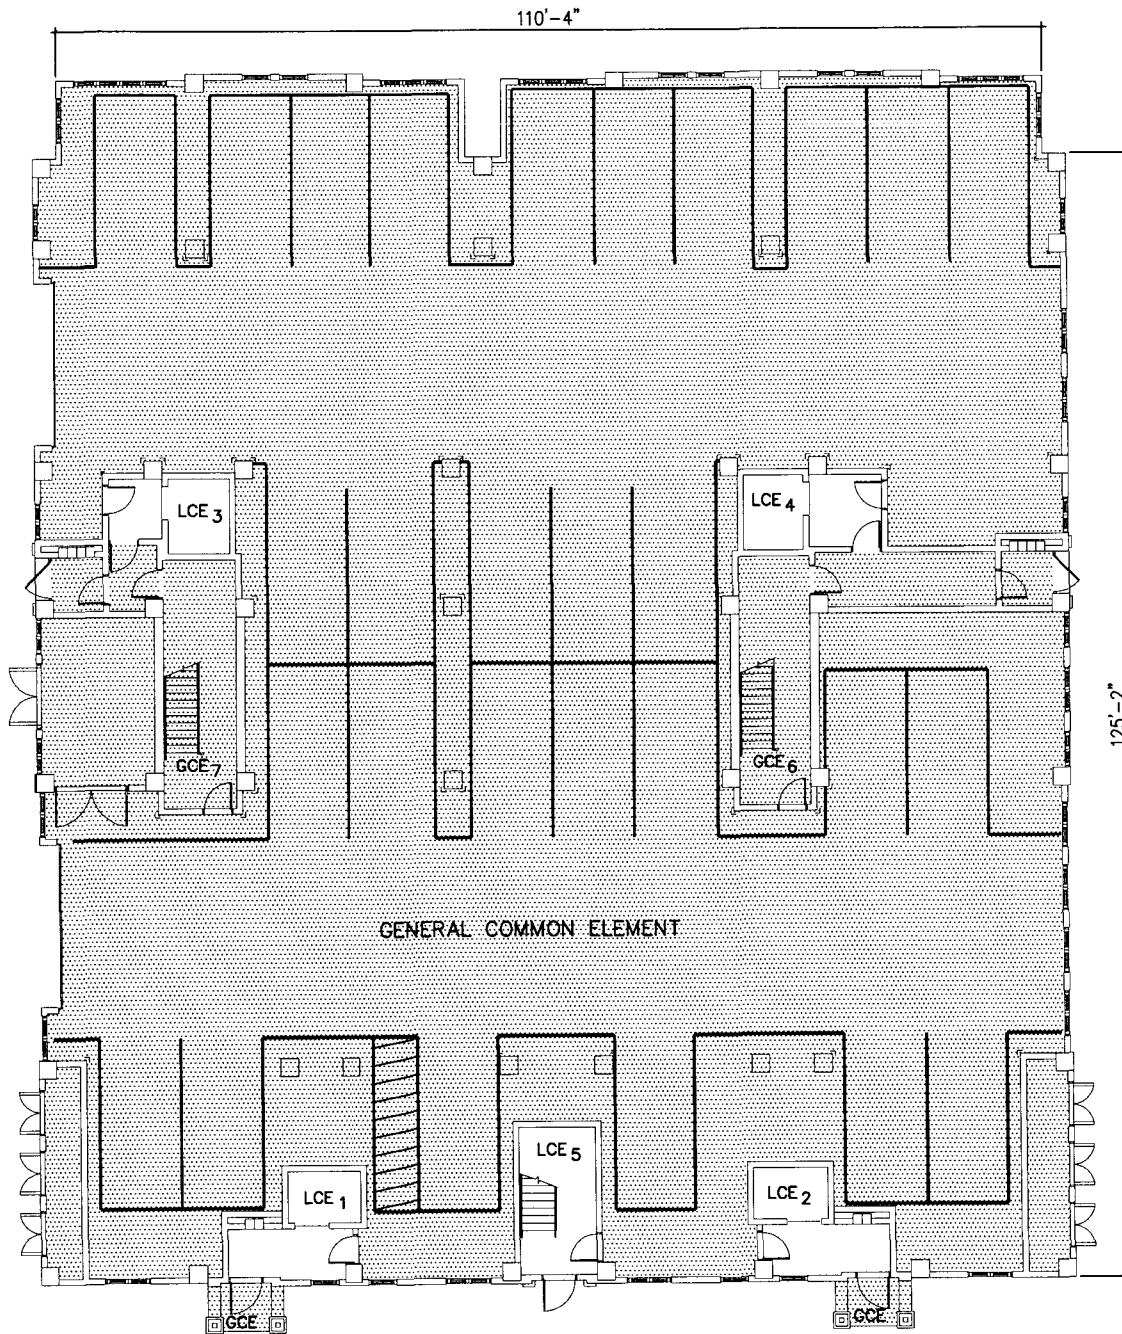 110'-4"
LCE 3
LCE 4
125'-2"
GCE 7
GCE 6
GENERAL COMMON ELEMENT
LCE 5
LCE 1
LCE 2
GCE
GCE